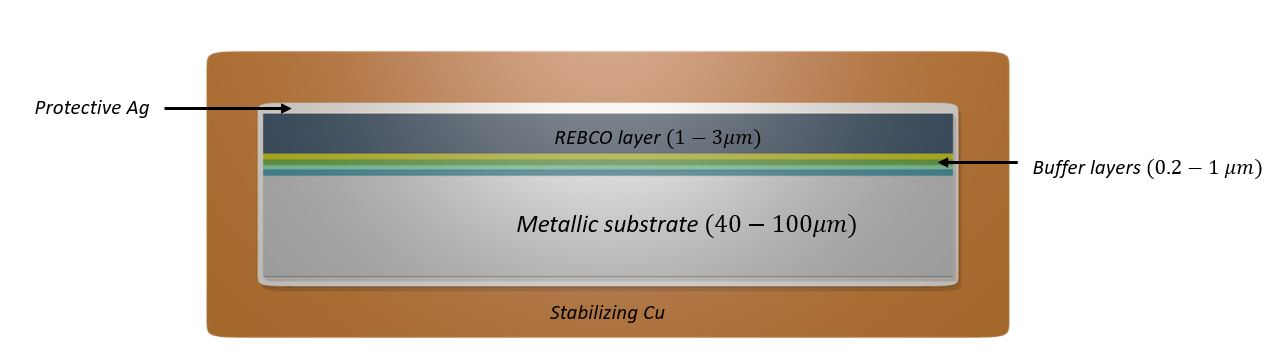 Protective Ag
REBCO layer (1 − 3μm)
Buffer layers (0.2 − 1 μm)
Metallic substrate (40 − 100μm)
Stabilizing Cu